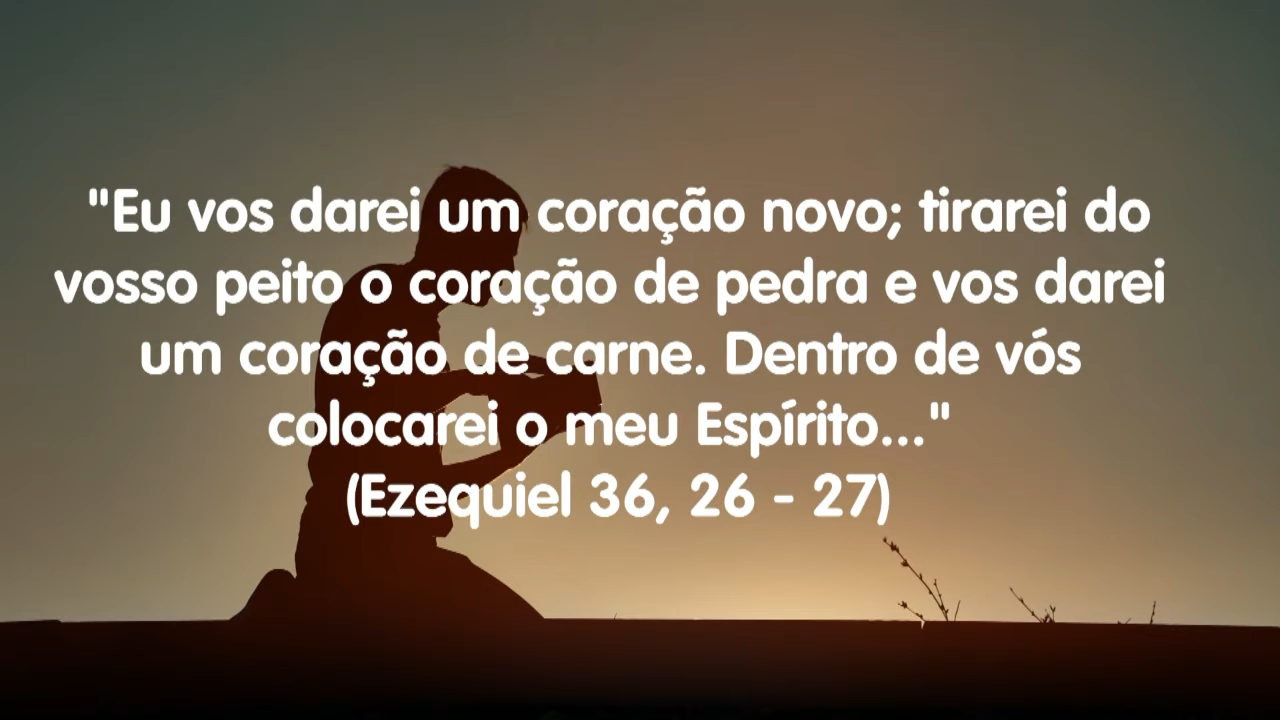 "Eu vos darei um coração novo; tirarei do
vosso peito o coração de pedra e vos darei
um coração de carne. Dentro de vós
colocarei o meu Espírito..."
(Ezequiel 36, 26 - 27)